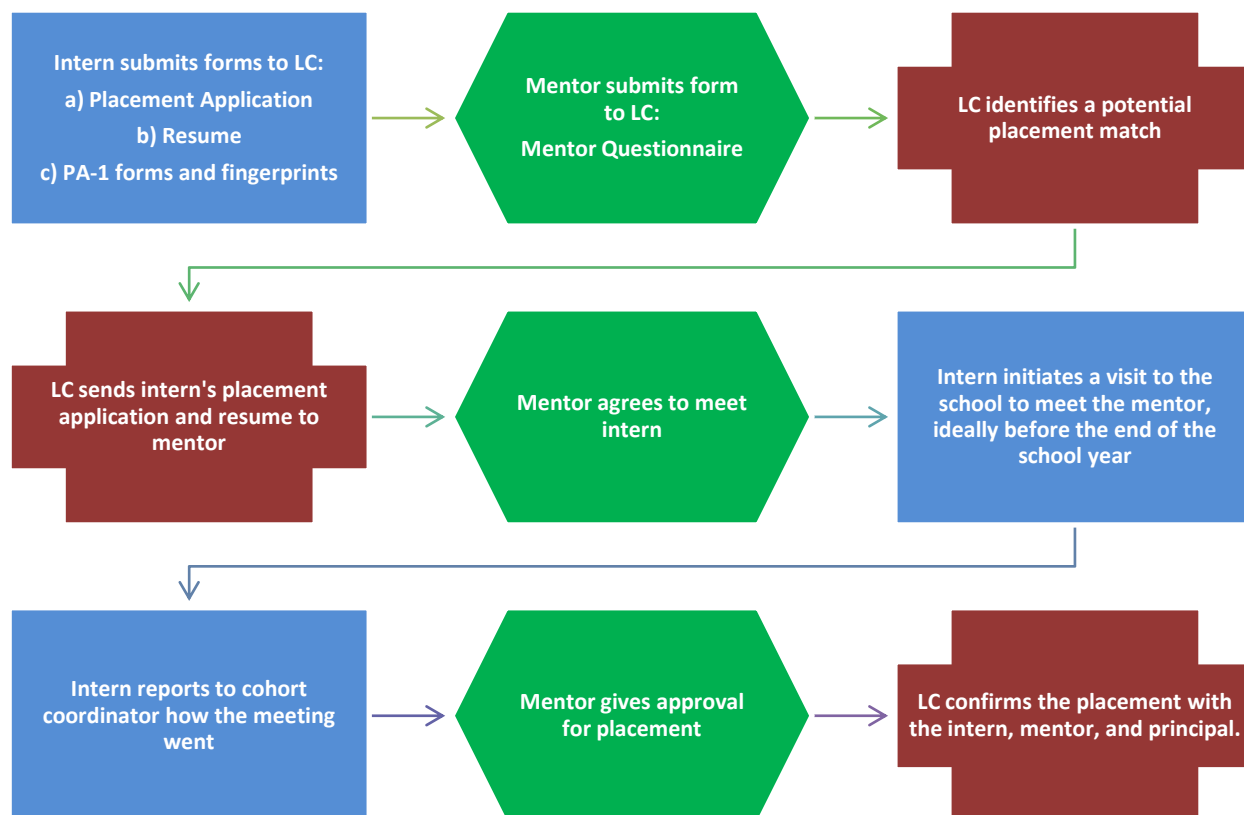 Intern submits forms to LC:
a) Placement Application
b) Resume
c) PA-1 forms and fingerprints
Mentor submits form
to LC:
Mentor Questionnaire
LC identifies a potential
placement match
LC sends intern's placement
application and resume to
mentor
Mentor agrees to meet
intern
Intern initiates a visit to the
school to meet the mentor,
ideally before the end of the
school year
Intern reports to cohort
coordinator how the meeting
went
Mentor gives approval
for placement
LC confirms the placement with
the intern, mentor, and principal.